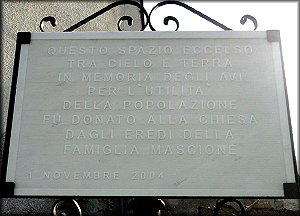 QUESTO SPAZIO ECCELSO
TRA CIELO E TERRA
IN MEMORIA DEGLI AVI
PER L'UTILITÀ
DELLA POPOLAZIONE
FU DONATO ALLA CHIESA
DAGLI EREDI DELLA
FAMIGLIA MASCIONE
1 NOVEMBRE 2004